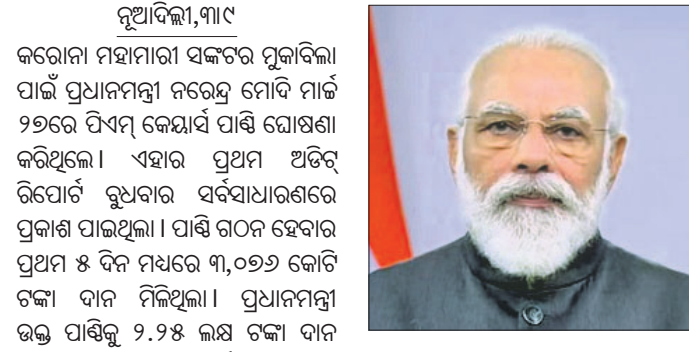 ନୂଆଦିଲ୍ଲୀ,୩ା୯
କରୋନା ମହାମାରୀ ସଙ୍କଟର ମୁକାବିଲା
ପାଇଁ ପ୍ରଧାନମନ୍ତ୍ରୀ ନରେନ୍ଦ୍ର ମୋଦି ମାର୍ଚ୍ଚ
୨୭ରେ ପିଏମ୍ କେୟାର୍ସ ପାଣ୍ଠି ଘୋଷଣା
କରିଥିଲେ। ଏହାର ପ୍ରଥମ ଅଡିଟ୍
ରିପୋର୍ଟ ବୁଧବାର ସର୍ବସାଧାରଣରେ
ପ୍ରକାଶ ପାଇଥିଲା। ପାଣ୍ଠି ଗଠନ ହେବାର
ପ୍ରଥମ ୫ ଦିନ ମଧ୍ୟରେ ୩,୦୭୬ କୋଟି
ଟଙ୍କା ଦାନ ମିଳିଥିଲା। ପ୍ରଧାନମନ୍ତ୍ରୀ
ଉକ୍ତ ପାଣ୍ଠିକୁ ୨.୨୫ ଲକ୍ଷ ଟଙ୍କା ଦାନ